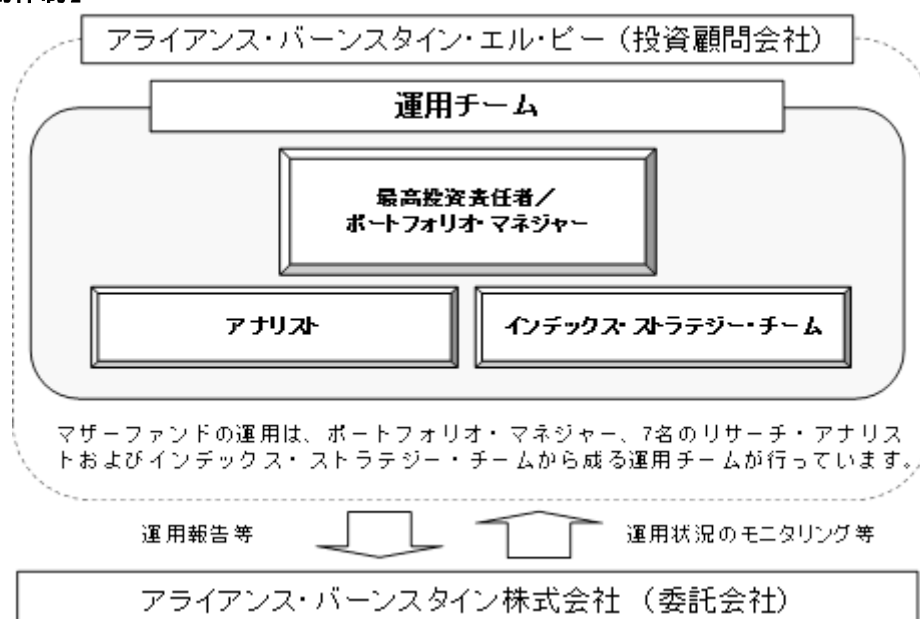 アライアンス・バーンスタイン・エル・ピー（投資顧問会社）
運用チーム
最高投資責任者／
ポートフォリオ・マネジャー
アナリスト
インデックス・ストラテジー・チーム
マザーファンドの運用は、ポートフォリオ・マネジャー、7名のリサーチ・アナリス
トおよびインデックス・ストラテジー・チームから成る運用チームが行っています。
運用報告等
運用状況のモニタリング等
アライアンス・バーンスタイン株式会社 （委託会社）